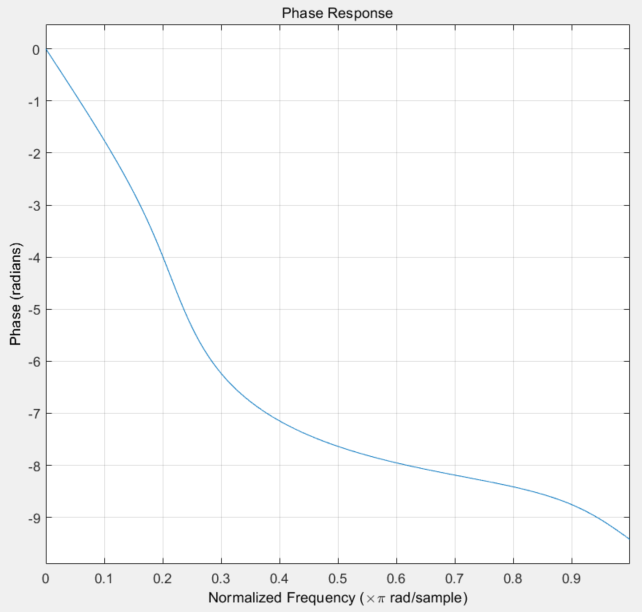 Phase Response
0
-1
-2
-3
-4
-5
-6
-7
-8
-9
Phase (radians)
0 0.1 0.2 0.3 0.4 0.5 0.6 0.7 0.8 0.9
Normalized Frequency (×π rad/sample)